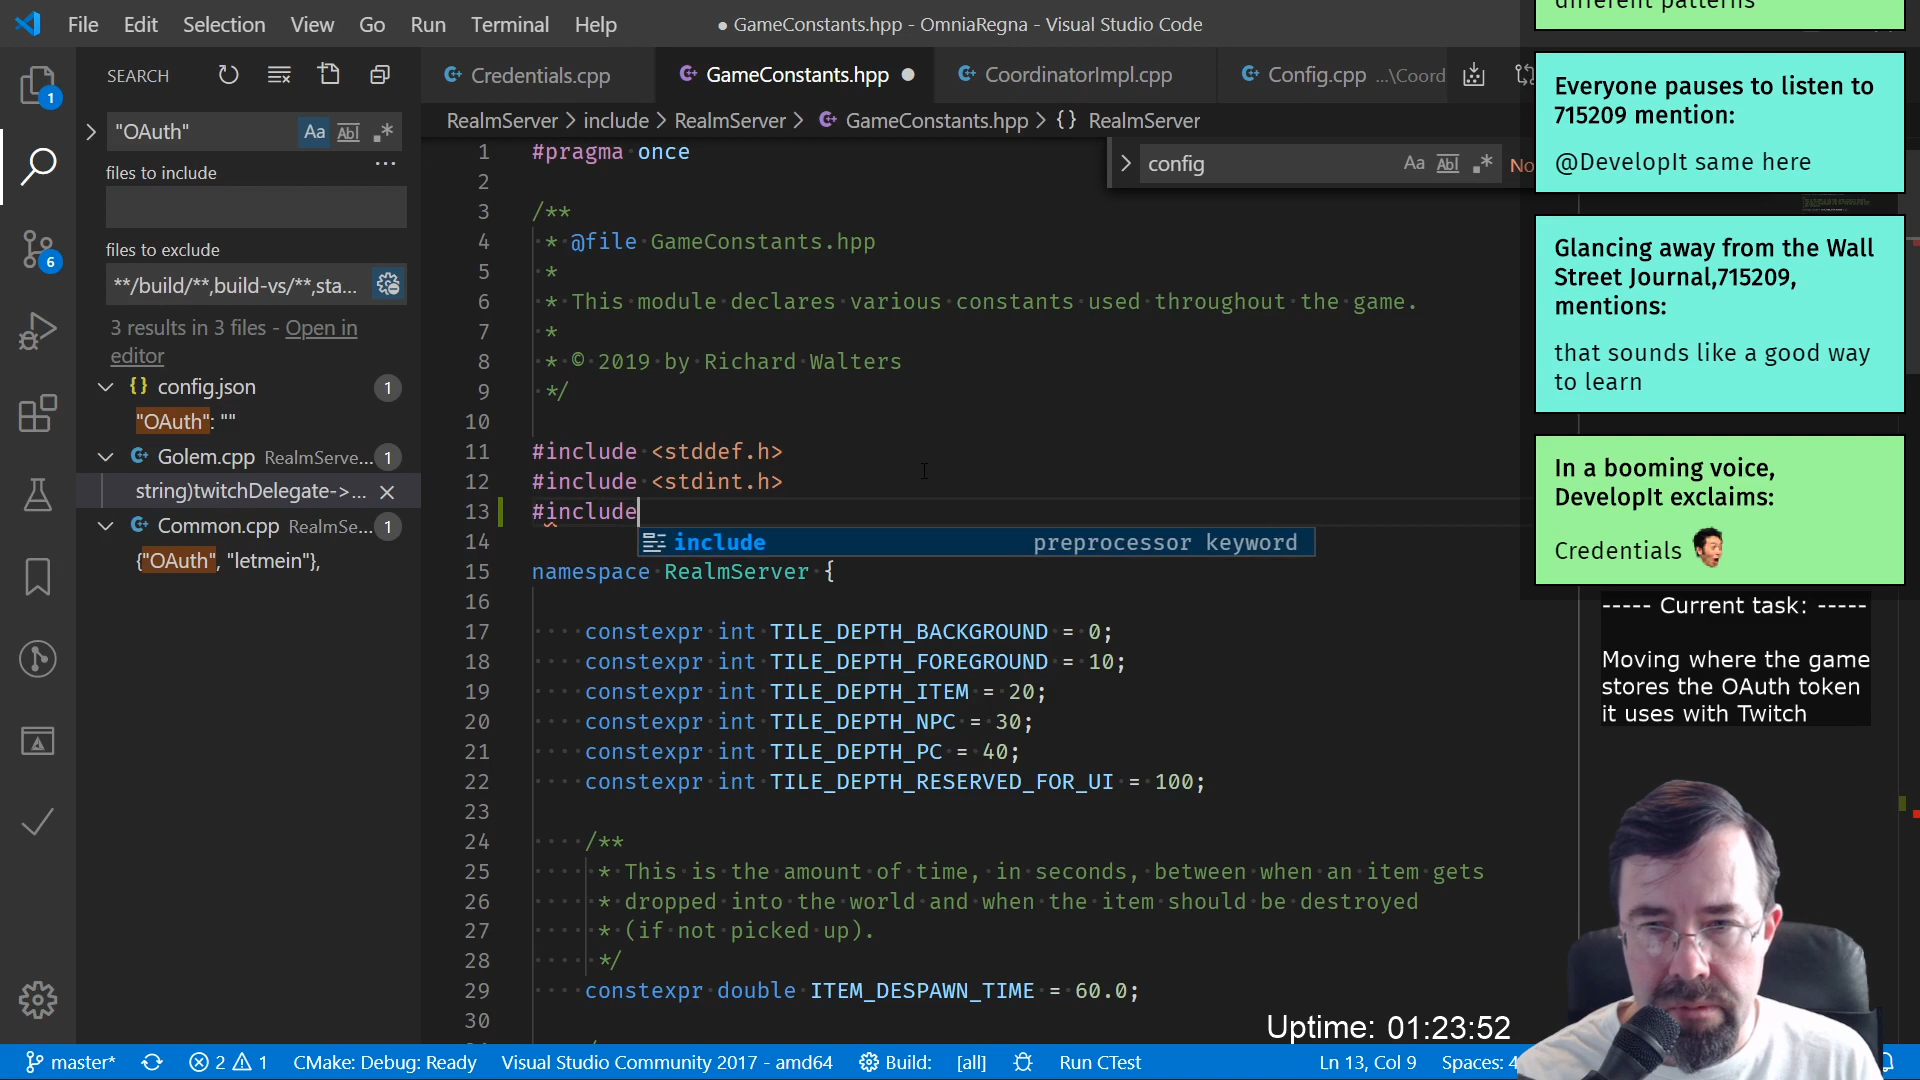 File Edit Selection View Go Run Terminal Help
● GameConstants.hpp - OmniaRegna - Visual Studio Code
SEARCH
"OAuth"
Aa Abl .*
files to include
files to exclude
**/build/**,build-vs/**,sta...
3 results in 3 files - Open in
editor
config.json 1
"OAuth": ""
Golem.cpp RealmServe... 1
string)twitchDelegate->...
Common.cpp RealmSe... 1
{"OAuth", "letmein"},
1
6
Credentials.cpp GameConstants.hpp ● CoordinatorImpl.cpp Config.cpp ...\Coord
RealmServer > include > RealmServer > GameConstants.hpp > {} RealmServer
config
Aa Abl .*
No
1 #pragma once
2
3 /**
4 * @file GameConstants.hpp
5 *
6 * This module declares various constants used throughout the game.
7 *
8 * © 2019 by Richard Walters
9 */
10
11 #include <stddef.h>
12 #include <stdint.h>
13 #include
include preprocessor keyword
14
15 namespace RealmServer {
16
17 constexpr int TILE_DEPTH_BACKGROUND = 0;
18 constexpr int TILE_DEPTH_FOREGROUND = 10;
19 constexpr int TILE_DEPTH_ITEM = 20;
20 constexpr int TILE_DEPTH_NPC = 30;
21 constexpr int TILE_DEPTH_PC = 40;
22 constexpr int TILE_DEPTH_RESERVED_FOR_UI = 100;
23
24 /**
25 * This is the amount of time, in seconds, between when an item gets
26 * dropped into the world and when the item should be destroyed
27 * (if not picked up).
28 */
29 constexpr double ITEM_DESPAWN_TIME = 60.0;
30
different patterns
Everyone pauses to listen to
715209 mention:
@DevelopIt same here
Glancing away from the Wall
Street Journal,715209,
mentions:
that sounds like a good way
to learn
In a booming voice,
DevelopIt exclaims:
Credentials
----- Current task: -----
Moving where the game
stores the OAuth token
it uses with Twitch
Uptime: 01:23:52
master* 2 1 CMake: Debug: Ready Visual Studio Community 2017 - amd64 Build: [all] Run CTest Ln 13, Col 9 Spaces: 4